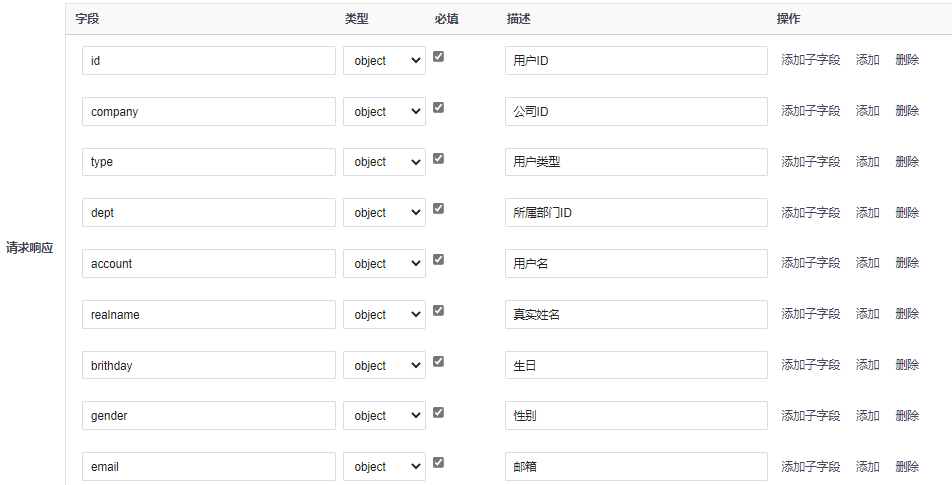 字段 类型 必填 描述 操作
id object 用户ID 添加子字段 添加 删除
company object 公司ID 添加子字段 添加 删除
type object 用户类型 添加子字段 添加 删除
dept object 所属部门ID 添加子字段 添加 删除
请求响应
account object 用户名 添加子字段 添加 删除
realname object 真实姓名 添加子字段 添加 删除
brithday object 生日 添加子字段 添加 删除
gender object 性别 添加子字段 添加 删除
email object 邮箱 添加子字段 添加 删除